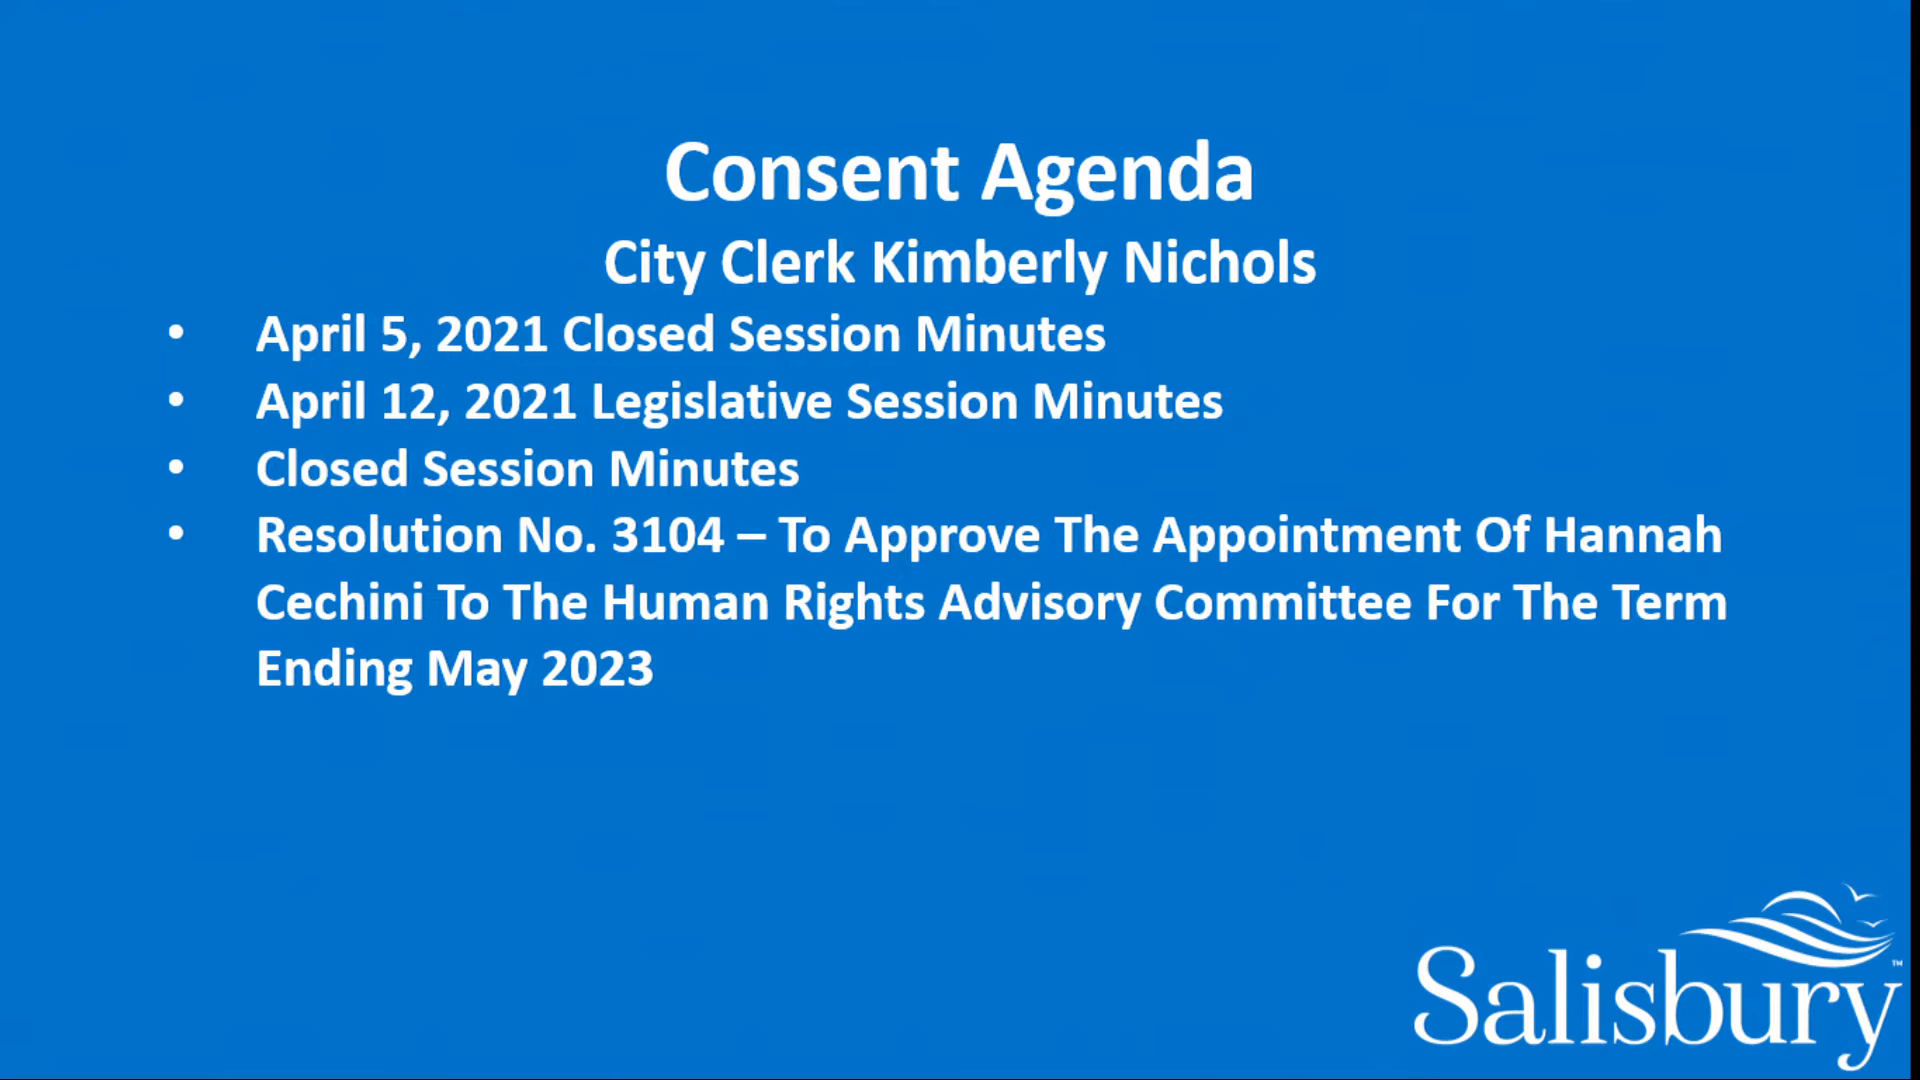 Consent Agenda
City Clerk Kimberly Nichols
• April 5, 2021 Closed Session Minutes
• April 12, 2021 Legislative Session Minutes
• Closed Session Minutes
• Resolution No. 3104 – To Approve The Appointment Of Hannah
Cechini To The Human Rights Advisory Committee For The Term
Ending May 2023
Salisbury™